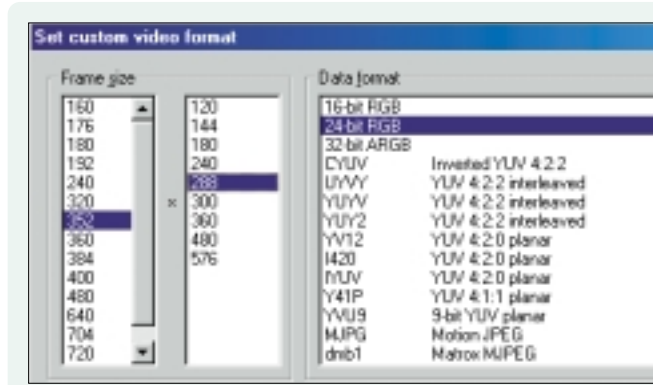 Set custom video format
Frame size
160
176
180
192
240
320
352
360
384
400
480
640
704
720
x
120
144
180
240
288
300
360
480
576
Data format
16-bit RGB
24-bit RGB
32-bit ARGB
CYUV Inverted YUV 4:2:2
UYVY YUV 4:2:2 interleaved
YUYV YUV 4:2:2 interleaved
YUY2 YUV 4:2:2 interleaved
YV12 YUV 4:2:0 planar
I420 YUV 4:2:0 planar
IYUV YUV 4:2:0 planar
Y41P YUV 4:1:1 planar
YVU9 9-bit YUV planar
MJPG Motion JPEG
dmb1 Matrox MJPEG